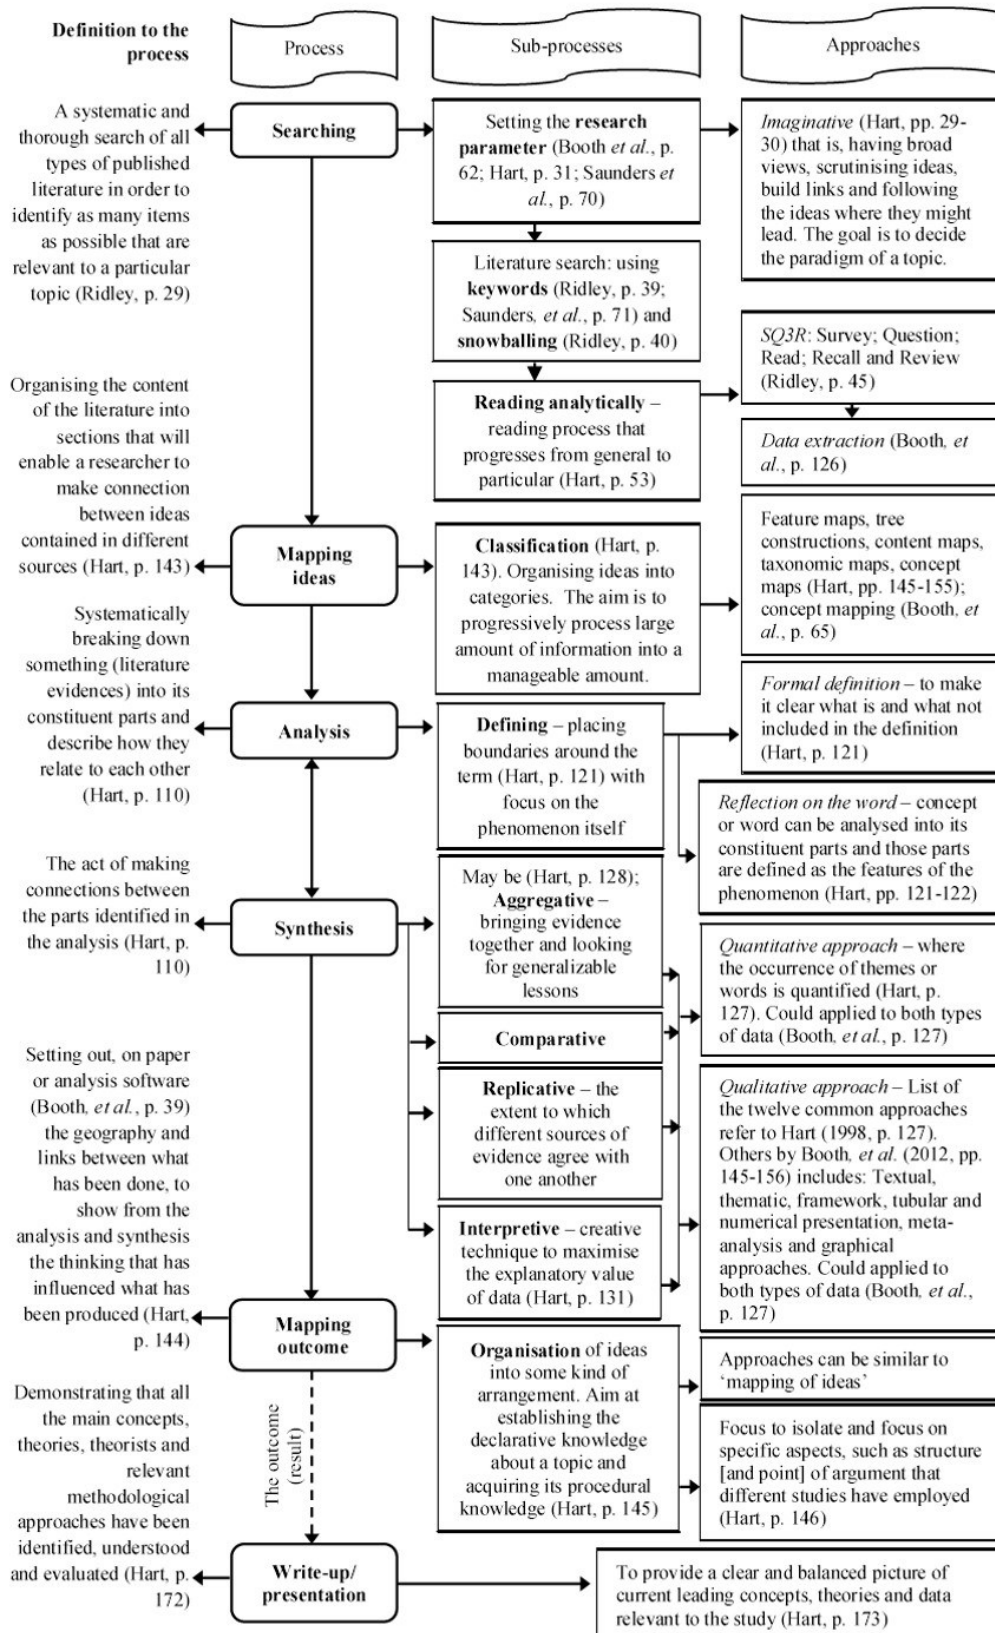 Definition to the
process
Process
Sub-processes
Approaches
A systematic and
thorough search of all
types of published
literature in order to
identify as many items
as possible that are
relevant to a particular
topic (Ridley, p. 29)
Searching
Setting the research
parameter (Booth et al., p.
62; Hart, p. 31; Saunders et
al., p. 70)
Imaginative (Hart, pp. 29-
30) that is, having broad
views, scrutinising ideas,
build links and following
the ideas where they might
lead. The goal is to decide
the paradigm of a topic.
Literature search: using
keywords (Ridley, p. 39;
Saunders, et al., p. 71) and
snowballing (Ridley, p. 40)
Reading analytically –
reading process that
progresses from general to
particular (Hart, p. 53)
SQ3R: Survey; Question;
Read; Recall and Review
(Ridley, p. 45)
Data extraction (Booth, et
al., p. 126)
Organising the content
of the literature into
sections that will
enable a researcher to
make connection
between ideas
contained in different
sources (Hart, p. 143)
Mapping
ideas
Classification (Hart, p.
143). Organising ideas into
categories. The aim is to
progressively process large
amount of information into a
manageable amount.
Feature maps, tree
constructions, content maps,
taxonomic maps, concept
maps (Hart, pp. 145-155);
concept mapping (Booth, et
al., p. 65)
Systematically
breaking down
something (literature
evidences) into its
constituent parts and
describe how they
relate to each other
(Hart, p. 110)
Analysis
Defining – placing
boundaries around the
term (Hart, p. 121) with
focus on the
phenomenon itself
Formal definition – to make
it clear what is and what not
included in the definition
(Hart, p. 121)
Reflection on the word – concept
or word can be analysed into its
constituent parts and those parts
are defined as the features of the
phenomenon (Hart, pp. 121-122)
The act of making
connections between
the parts identified in
the analysis (Hart, p.
110)
Synthesis
May be (Hart, p. 128);
Aggregative –
bringing evidence
together and looking
for generalizable
lessons
Comparative
Replicative – the
extent to which
different sources of
evidence agree with
one another
Interpretive – creative
technique to maximise
the explanatory value
of data (Hart, p. 131)
Quantitative approach – where
the occurrence of themes or
words is quantified (Hart, p.
127). Could applied to both
types of data (Booth, et al., p. 127)
Qualitative approach – List of
the twelve common approaches
refer to Hart (1998, p. 127).
Others by Booth, et al. (2012, pp.
145-156) includes: Textual,
thematic, framework, tubular and
numerical presentation, meta-
analysis and graphical
approaches. Could applied to
both types of data (Booth, et al.,
p. 127)
Setting out, on paper
or analysis software
(Booth, et al., p. 39)
the geography and
links between what
has been done, to
show from the
analysis and synthesis
the thinking that has
influenced what has
been produced (Hart,
p. 144)
Mapping
outcome
Organisation of ideas
into some kind of
arrangement. Aim at
establishing the
declarative knowledge
about a topic and
acquiring its procedural
knowledge (Hart, p. 145)
Approaches can be similar to
‘mapping of ideas’
Focus to isolate and focus on
specific aspects, such as structure
[and point] of argument that
different studies have employed
(Hart, p. 146)
The outcome
(result)
Demonstrating that all
the main concepts,
theories, theorists and
relevant
methodological
approaches have been
identified, understood
and evaluated (Hart, p.
172)
Write-up/
presentation
To provide a clear and balanced picture of
current leading concepts, theories and data
relevant to the study (Hart, p. 173)